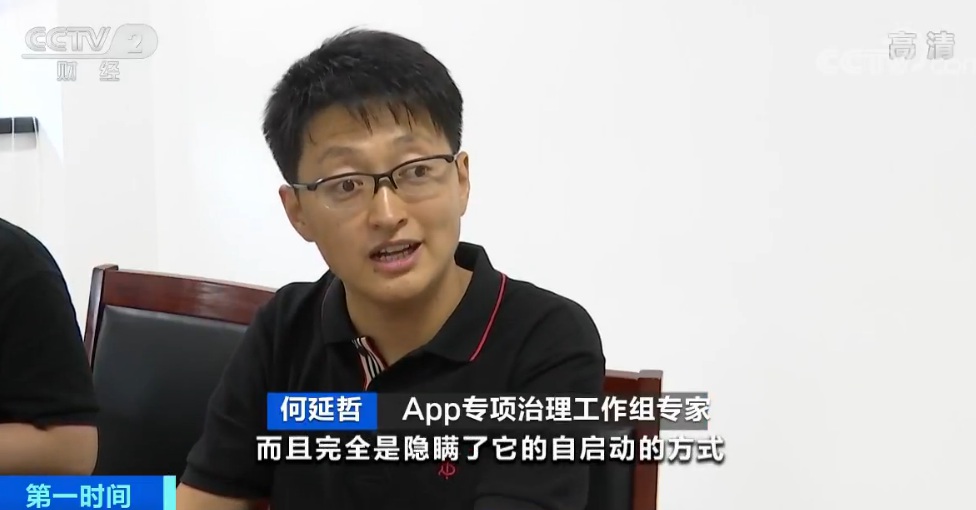 CCTV 2
财经
高清
CCTV.com
何延哲 App专项治理工作组专家
而且完全是隐瞒了它的自启动的方式
第一时间